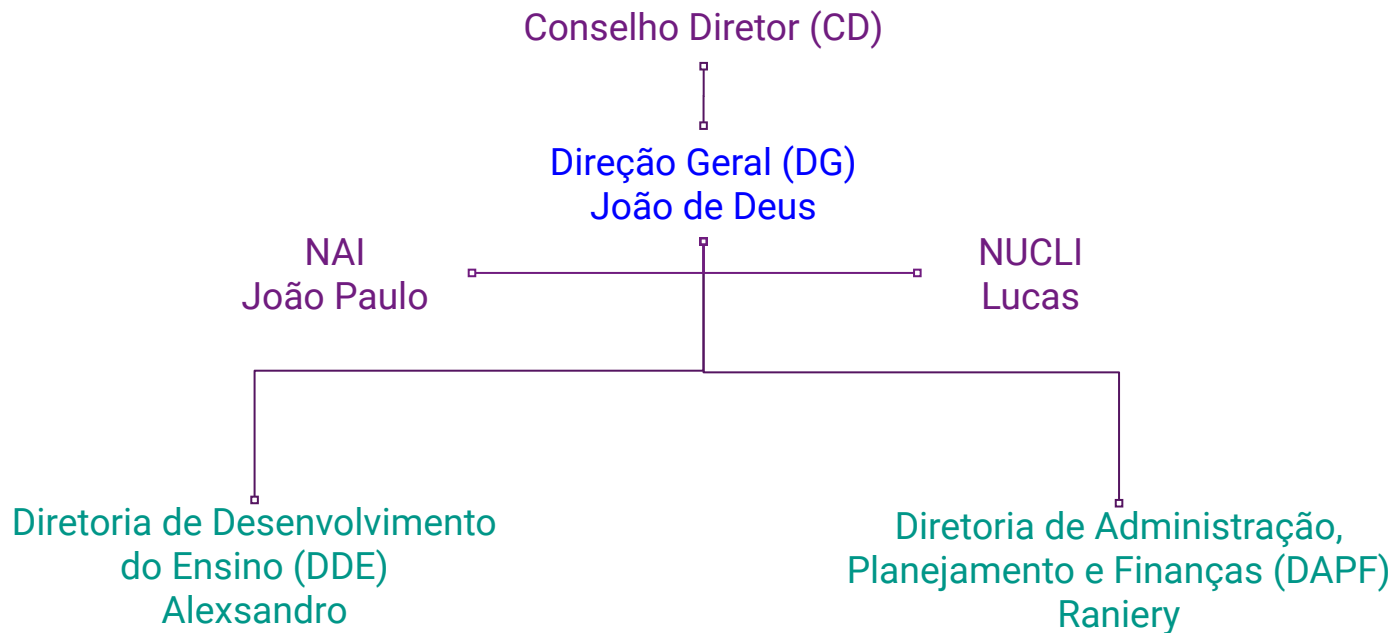 Conselho Diretor (CD)
Direção Geral (DG)
João de Deus
NAI
João Paulo
NUCLI
Lucas
Diretoria de Desenvolvimento
do Ensino (DDE)
Alexsandro
Diretoria de Administração,
Planejamento e Finanças (DAPF)
Raniery